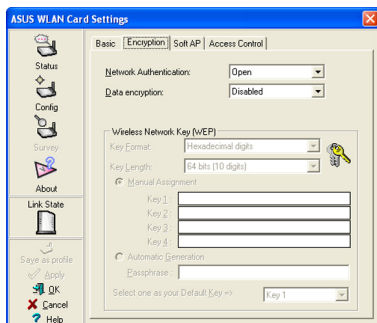 ASUS WLAN Card Settings
Status
Config
Survey
About
Link State
Save as profile
Apply
OK
Cancel
Help
Basic Encryption Soft AP Access Control
Network Authentication: Open
Data encryption: Disabled
Wireless Network Key (WEP)
Key Format: Hexadecimal digits
Key Length: 64 bits (10 digits)
Manual Assignment
Key 1 :
Key 2 :
Key 3 :
Key 4 :
Automatic Generation
Passphrase :
Select one as your Default Key => Key 1